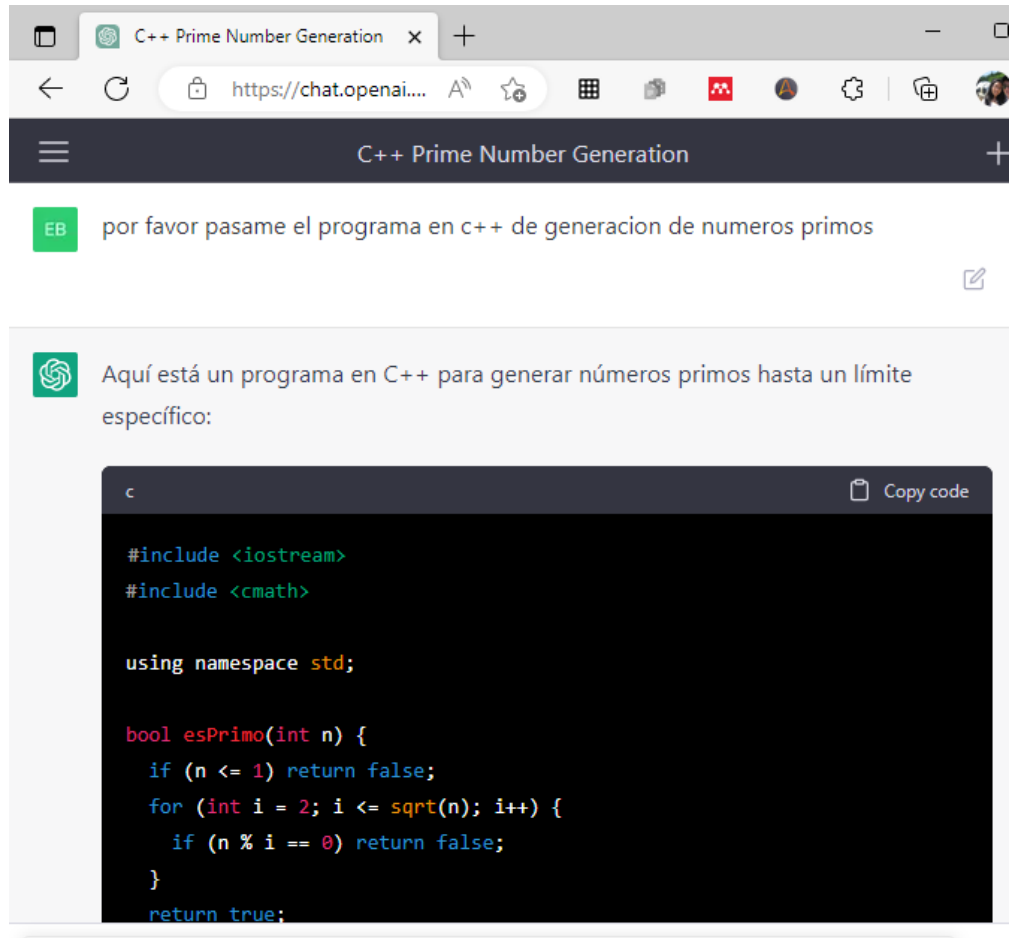 C++ Prime Number Generation
https://chat.openai....
C++ Prime Number Generation
EB
por favor pasame el programa en c++ de generacion de numeros primos
Aquí está un programa en C++ para generar números primos hasta un límite
específico:
c
Copy code
#include <iostream>
#include <cmath>
using namespace std;
bool esPrimo(int n) {
if (n <= 1) return false;
for (int i = 2; i <= sqrt(n); i++) {
if (n % i == 0) return false;
}
return true;